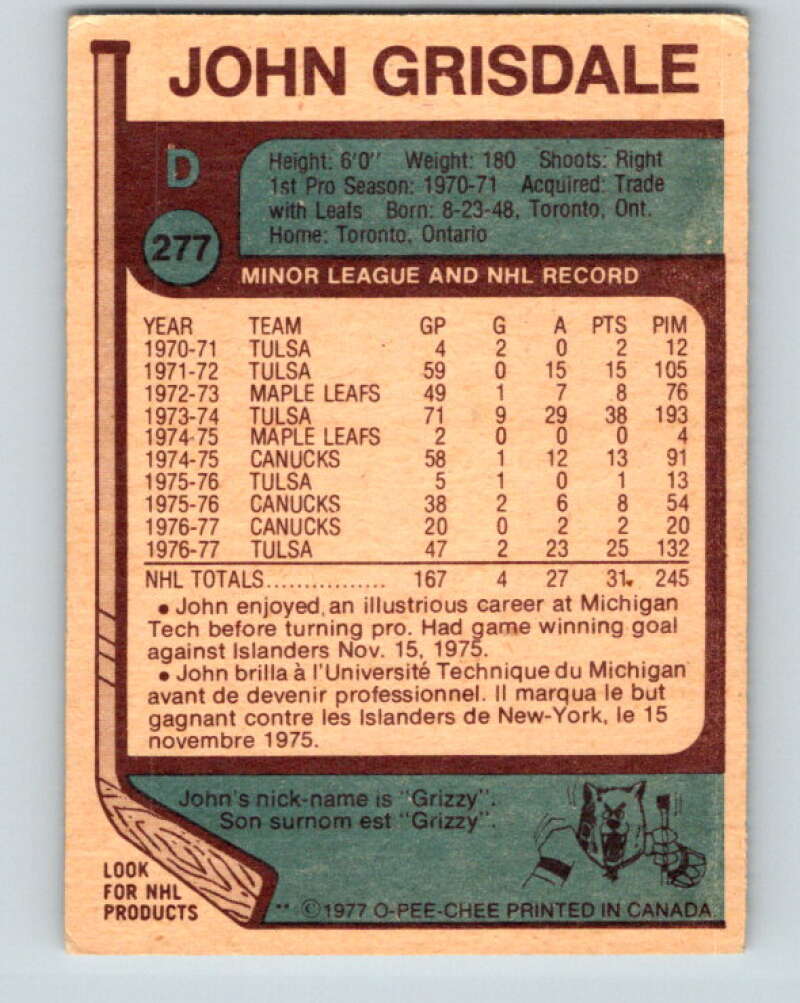 JOHN GRISDALE
D
277
Height: 6'0" Weight: 180 Shoots: Right
1st Pro Season: 1970-71 Acquired: Trade
with Leafs Born: 8-23-48, Toronto, Ont.
Home: Toronto, Ontario
MINOR LEAGUE AND NHL RECORD
YEAR TEAM GP G A PTS PIM
1970-71 TULSA 4 2 0 2 12
1971-72 TULSA 59 0 15 15 105
1972-73 MAPLE LEAFS 49 1 7 8 76
1973-74 TULSA 71 9 29 38 193
1974-75 MAPLE LEAFS 2 0 0 0 4
1974-75 CANUCKS 58 1 12 13 91
1975-76 TULSA 5 1 0 1 13
1975-76 CANUCKS 38 2 6 8 54
1976-77 CANUCKS 20 0 2 2 20
1976-77 TULSA 47 2 23 25 132
NHL TOTALS................ 167 4 27 31 245
• John enjoyed an illustrious career at Michigan
Tech before turning pro. Had game winning goal
against Islanders Nov. 15, 1975.
• John brilla à l'Université Technique du Michigan
avant de devenir professionnel. Il marqua le but
gagnant contre les Islanders de New-York, le 15
novembre 1975.
John's nick-name is "Grizzy".
Son surnom est "Grizzy".
LOOK
FOR NHL
PRODUCTS
** ©1977 O-PEE-CHEE PRINTED IN CANADA